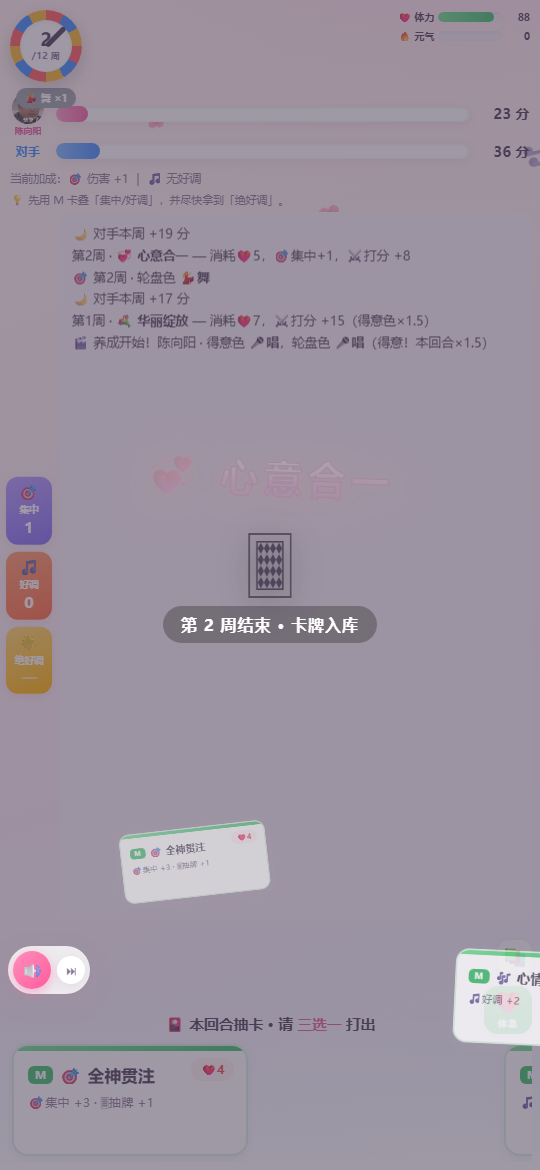 2
/12 周
体力 88
元气 0
舞 ×1
陈向阳
23 分
对手
36 分
当前加成： 伤害 +1 | 无好调
先用 M 卡叠「集中/好调」，并尽快拿到「绝好调」。
对手本周 +19 分
第2周 · 心意合一 — 消耗 5， 集中+1， 打分 +8
第2周 · 轮盘色 舞
对手本周 +17 分
第1周 · 华丽绽放 — 消耗 7， 打分 +15（得意色×1.5）
养成开始！陈向阳 · 得意色 唱，轮盘色 唱（得意！本回合×1.5）
心意合一
集中
1
好调
0
绝好调
—
第 2 周结束 • 卡牌入库
M 全神贯注 4
集中 +3 · 抽牌 +1
M 心情
好调 +2
休息
本回合抽卡 • 请 三选一 打出
M 全神贯注 4
集中 +3 · 抽牌 +1